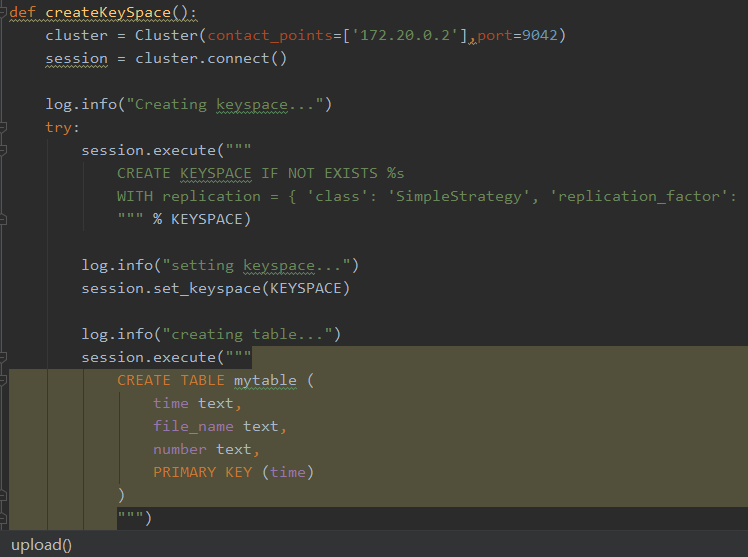 def createKeySpace():
    cluster = Cluster(contact_points=['172.20.0.2'],port=9042)
    session = cluster.connect()

    log.info("Creating keyspace...")
    try:
        session.execute("""
            CREATE KEYSPACE IF NOT EXISTS %s
            WITH replication = { 'class': 'SimpleStrategy', 'replication_factor':
            """ % KEYSPACE)

        log.info("setting keyspace...")
        session.set_keyspace(KEYSPACE)

        log.info("creating table...")
        session.execute("""
            CREATE TABLE mytable (
                time text,
                file_name text,
                number text,
                PRIMARY KEY (time)
            )
            """)
upload()